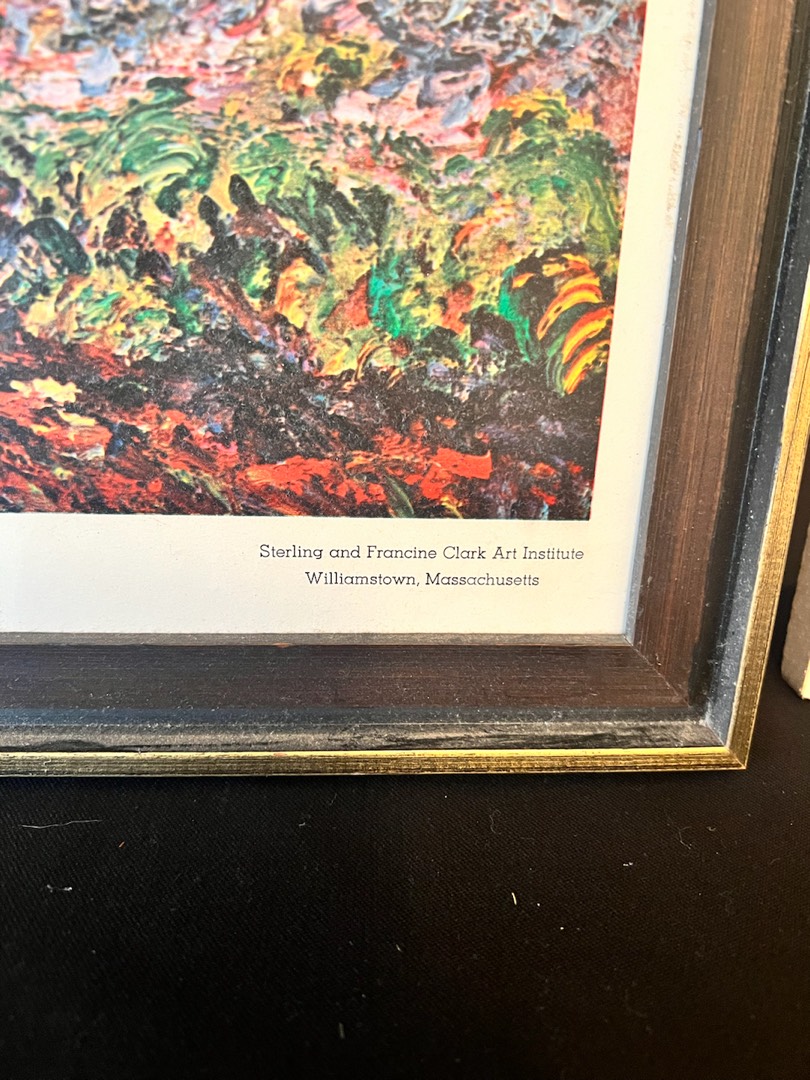 Sterling and Francine Clark Art Institute
Williamstown, Massachusetts